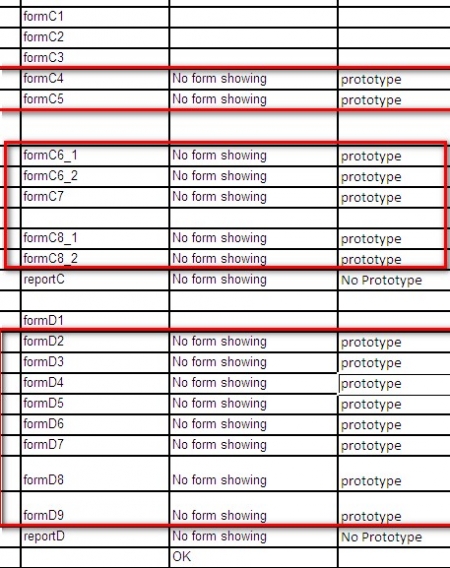 formC1
formC2
formC3
formC4 No form showing prototype
formC5 No form showing prototype
formC6_1 No form showing prototype
formC6_2 No form showing prototype
formC7 No form showing prototype
formC8_1 No form showing prototype
formC8_2 No form showing prototype
reportC No form showing No Prototype
formD1
formD2 No form showing prototype
formD3 No form showing prototype
formD4 No form showing prototype
formD5 No form showing prototype
formD6 No form showing prototype
formD7 No form showing prototype
formD8 No form showing prototype
formD9 No form showing prototype
reportD No form showing No Prototype
OK